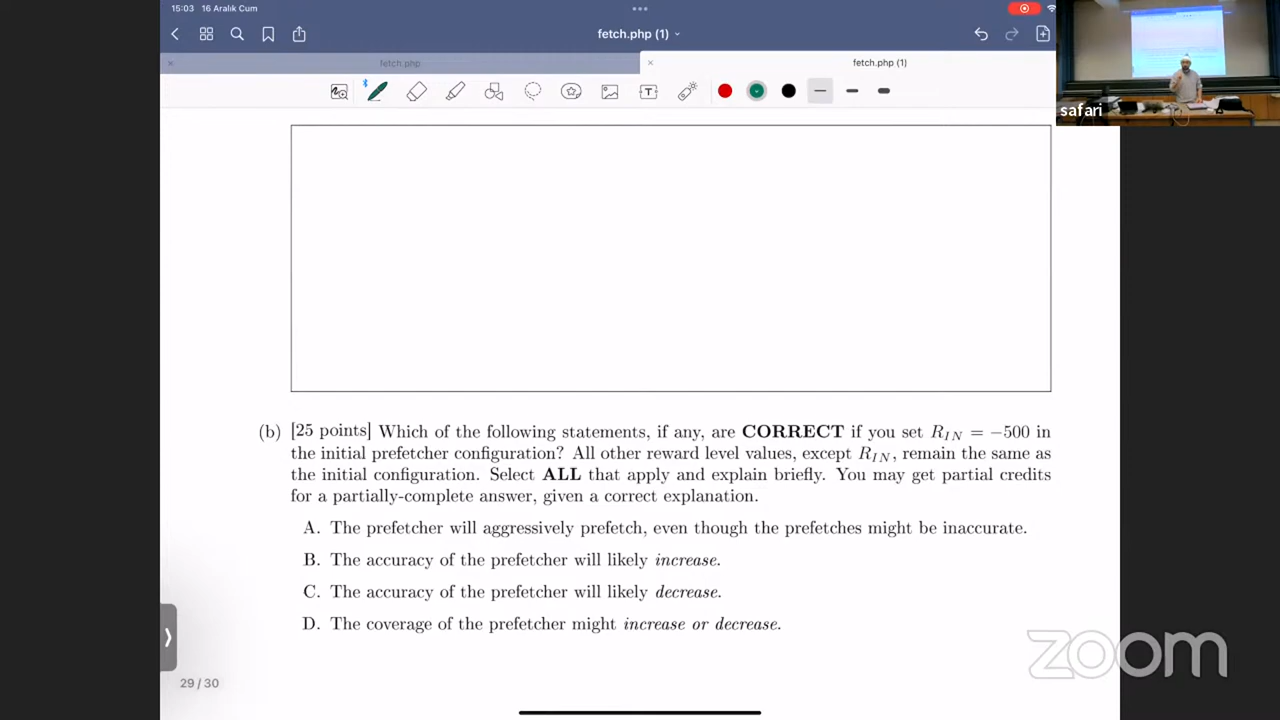 15:03 16 Aralık Cum
fetch.php (1)
fetch.php
fetch.php (1)
safari
(b) [25 points] Which of the following statements, if any, are CORRECT if you set R_IN = −500 in
the initial prefetcher configuration? All other reward level values, except R_IN, remain the same as
the initial configuration. Select ALL that apply and explain briefly. You may get partial credits
for a partially-complete answer, given a correct explanation.
A. The prefetcher will aggressively prefetch, even though the prefetches might be inaccurate.
B. The accuracy of the prefetcher will likely increase.
C. The accuracy of the prefetcher will likely decrease.
D. The coverage of the prefetcher might increase or decrease.
29 / 30
zoom